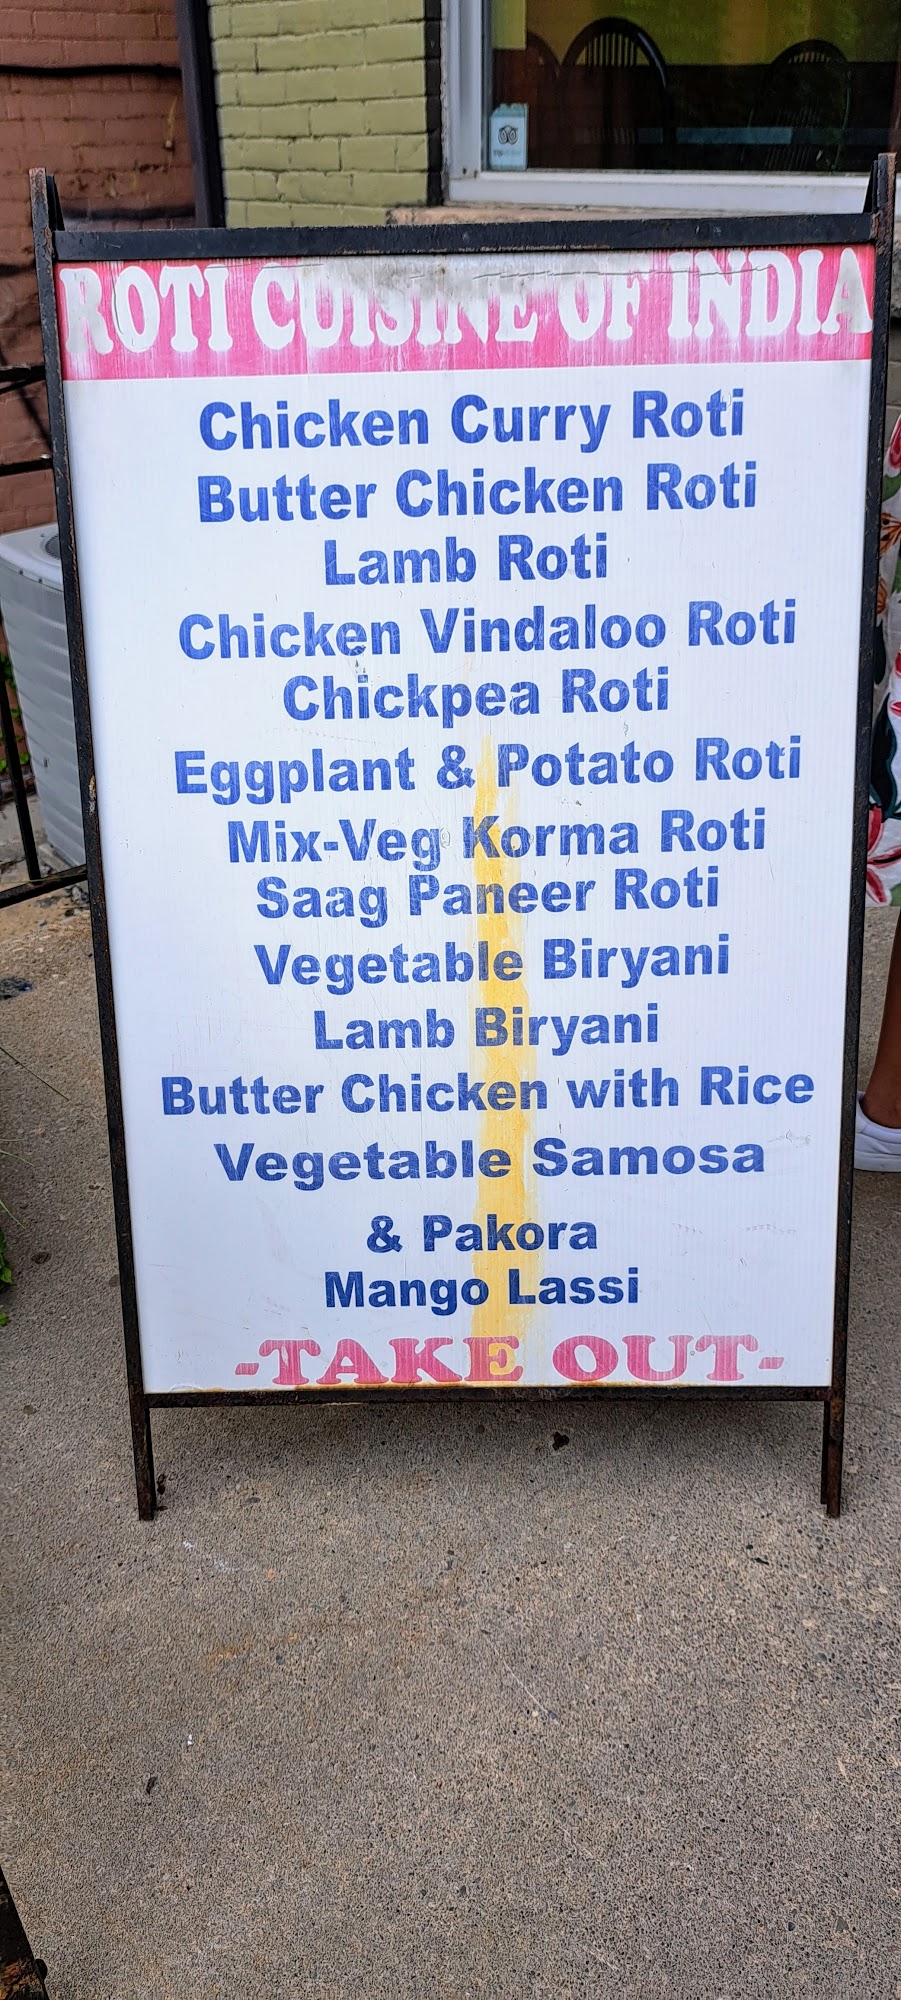 ROTI CUISINE OF INDIA
Chicken Curry Roti
Butter Chicken Roti
Lamb Roti
Chicken Vindaloo Roti
Chickpea Roti
Eggplant & Potato Roti
Mix-Veg Korma Roti
Saag Paneer Roti
Vegetable Biryani
Lamb Biryani
Butter Chicken with Rice
Vegetable Samosa
& Pakora
Mango Lassi
-TAKE OUT-